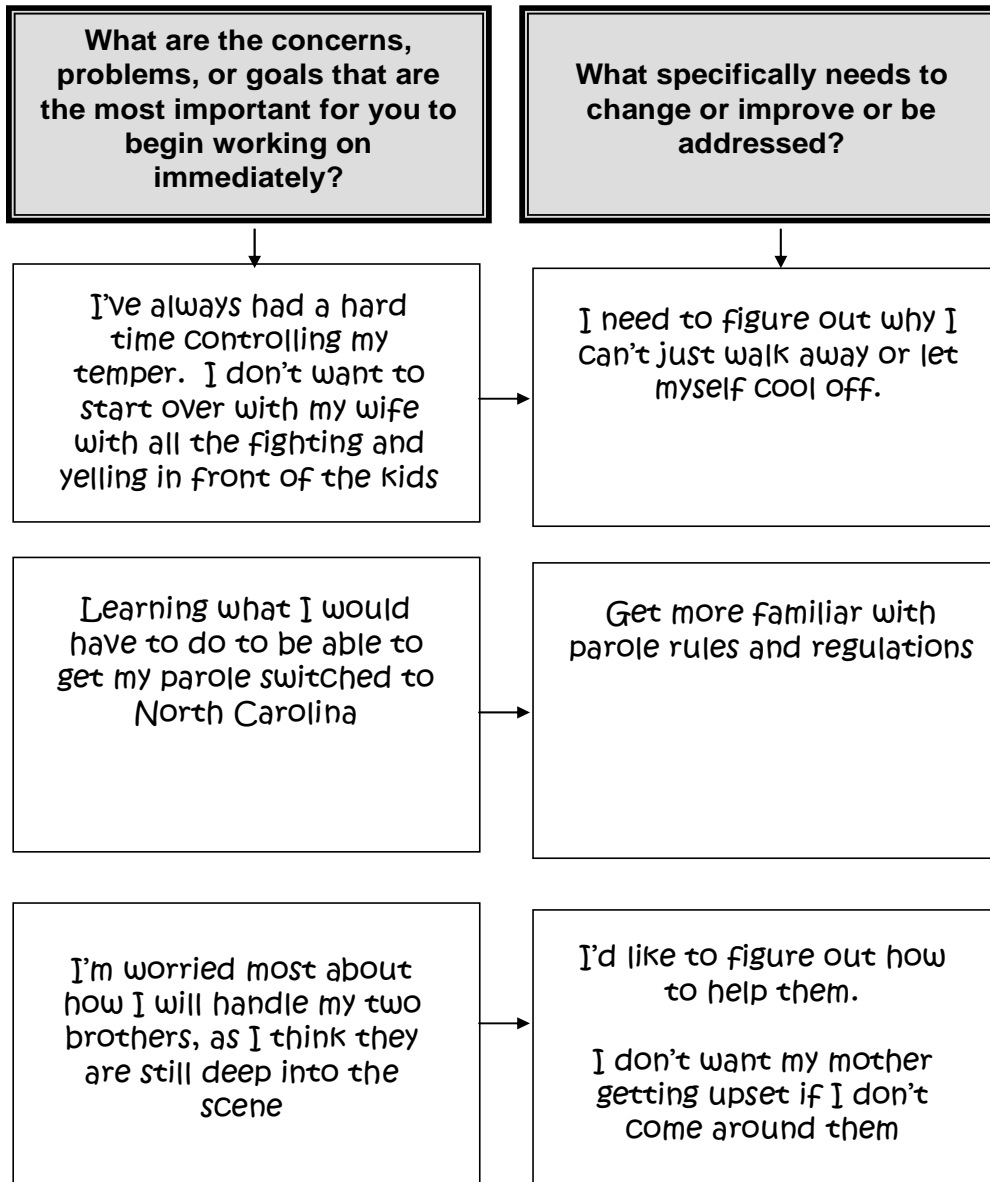 What are the concerns,
problems, or goals that are
the most important for you to
begin working on
immediately?
What specifically needs to
change or improve or be
addressed?
I've always had a hard
time controlling my
temper.  I don't want to
start over with my wife
with all the fighting and
yelling in front of the kids
I need to figure out why I
can't just walk away or let
myself cool off.
Learning what I would
have to do to be able to
get my parole switched to
North Carolina
Get more familiar with
parole rules and regulations
I'm worried most about
how I will handle my two
brothers, as I think they
are still deep into the
scene
I'd like to figure out how
to help them.
I don't want my mother
getting upset if I don't
come around them